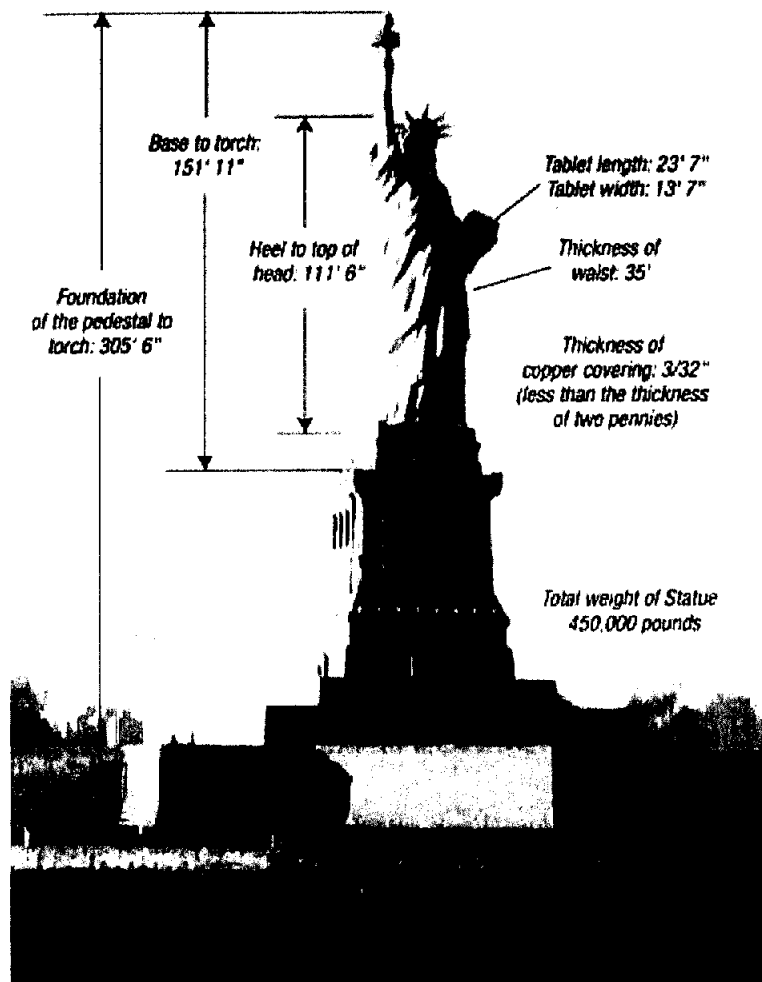 Base to torch:
151' 11"
Tablet length: 23' 7"
Tablet width: 13' 7"
Heel to top of
head: 111' 6"
Thickness of
waist: 35'
Foundation
of the pedestal to
torch: 305' 6"
Thickness of
copper covering: 3/32"
(less than the thickness
of two pennies)
Total weight of Statue
450,000 pounds